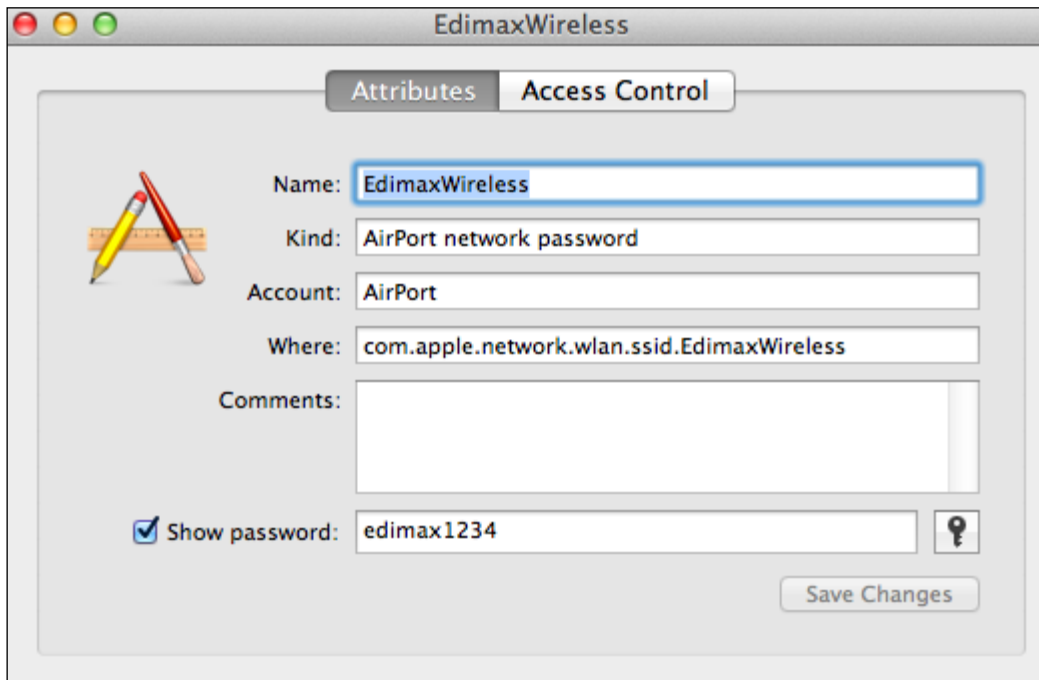 EdimaxWireless
Attributes Access Control
Name: EdimaxWireless
Kind: AirPort network password
Account: AirPort
Where: com.apple.network.wlan.ssid.EdimaxWireless
Comments:
Show password: edimax1234
Save Changes